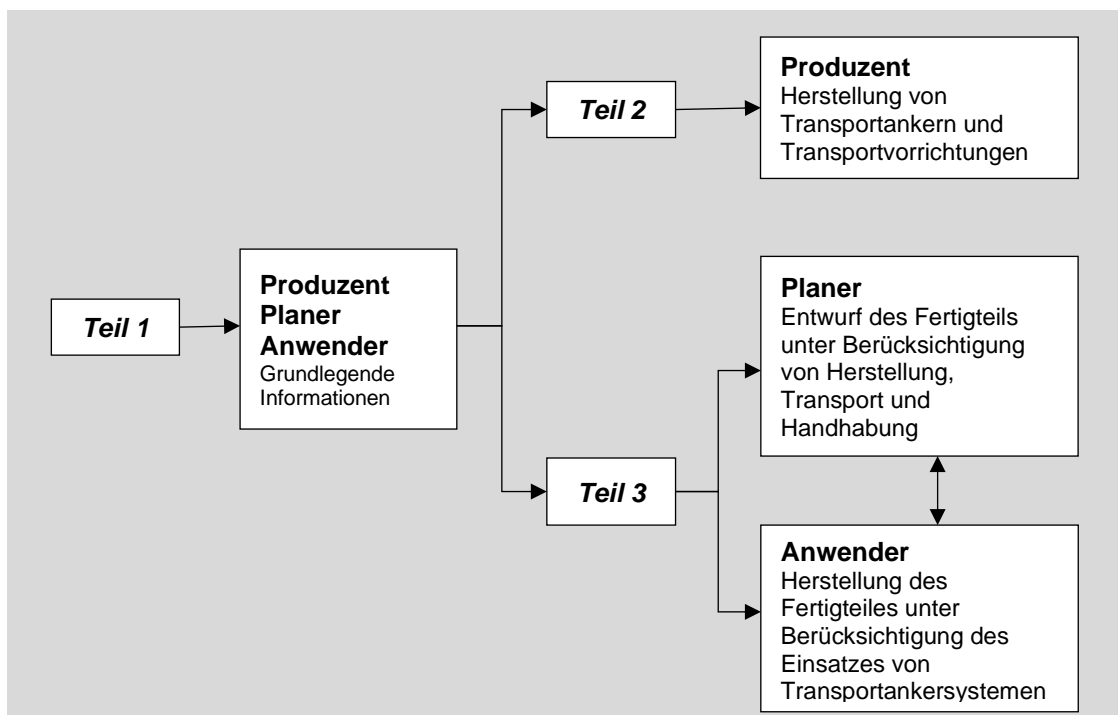 Teil 1
Produzent
Planer
Anwender
Grundlegende
Informationen
Teil 2
Produzent
Herstellung von
Transportankern und
Transportvorrichtungen
Teil 3
Planer
Entwurf des Fertigteils
unter Berücksichtigung
von Herstellung,
Transport und
Handhabung
Anwender
Herstellung des
Fertigteiles unter
Berücksichtigung des
Einsatzes von
Transportankersystemen